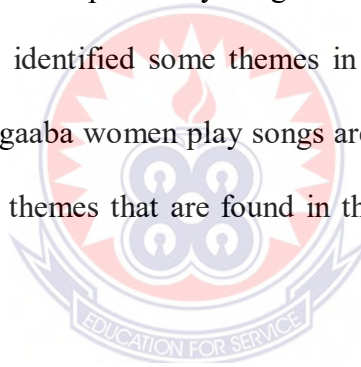 identified some themes in
gaaba women play songs are
themes that are found in th
EDUCATION FOR SERVICE